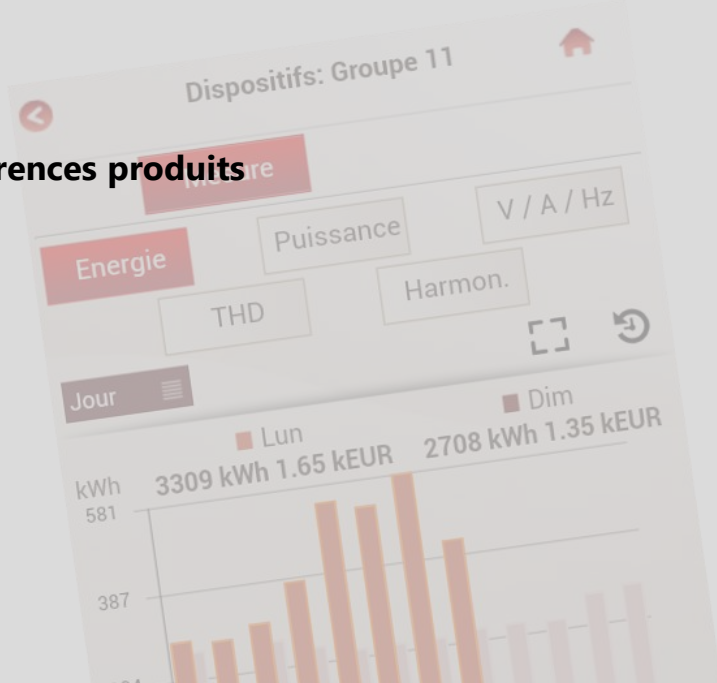 Dispositifs: Groupe 11
rences produits
Energie
Puissance
V / A / Hz
THD
Harmon.
Jour
Lun
Dim
kWh
3309 kWh 1.65 kEUR
2708 kWh 1.35 kEUR
581
387